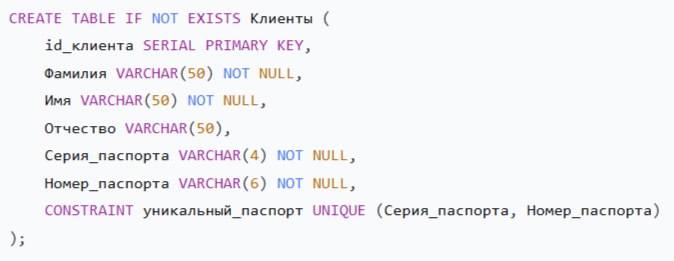 CREATE TABLE IF NOT EXISTS Клиенты (
id_клиента SERIAL PRIMARY KEY,
Фамилия VARCHAR(50) NOT NULL,
Имя VARCHAR(50) NOT NULL,
Отчество VARCHAR(50),
Серия_паспорта VARCHAR(4) NOT NULL,
Номер_паспорта VARCHAR(6) NOT NULL,
CONSTRAINT уникальный_паспорт UNIQUE (Серия_паспорта, Номер_паспорта)
);